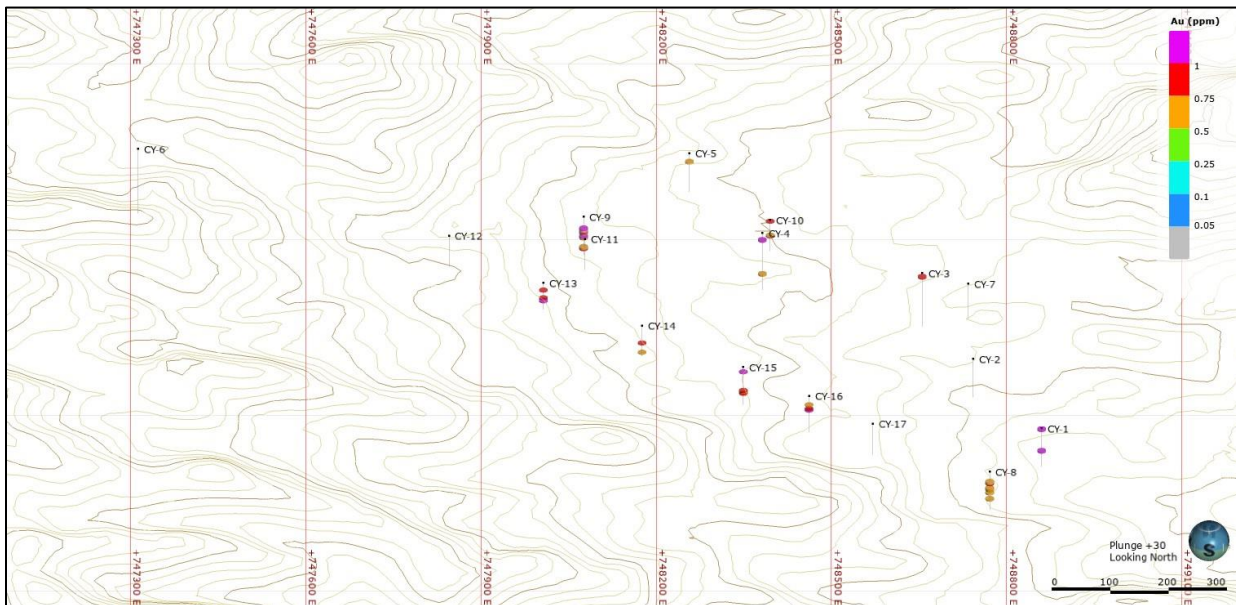 +747300 E
+747600 E
+747900 E
+748200 E
+748500 E
+748800 E
Au (ppm)
1
0.75
0.5
0.25
0.1
0.05
CY-6
CY-5
CY-9
CY-10
CY-12
CY-11
CY-4
CY-3
CY-13
CY-7
CY-14
CY-2
CY-15
CY-16
CY-17
CY-1
CY-8
Plunge +30
Looking North
S
+747300 E
+747600 E
+747900 E
+748200 E
+748500 E
+748800 E
+749100 E
0 100 200 300